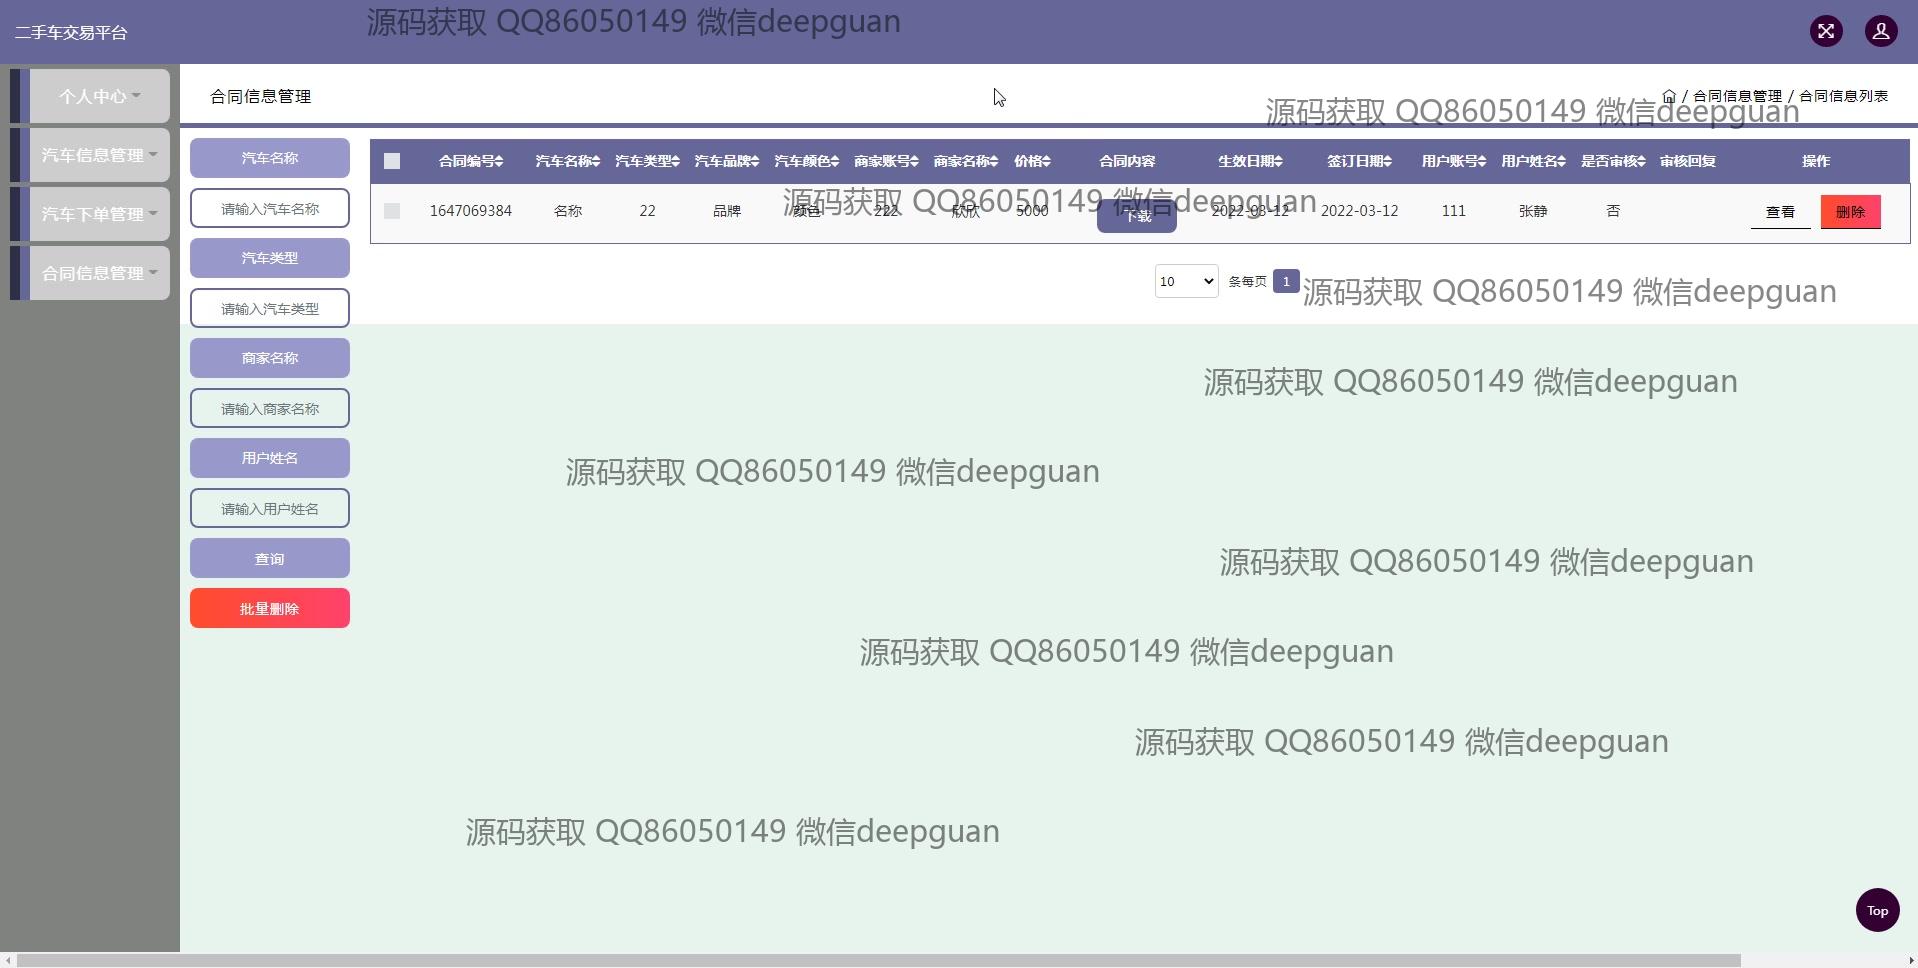 二手车交易平台
源码获取 QQ86050149 微信deepguan
个人中心
汽车信息管理
汽车下单管理
合同信息管理
合同信息管理
/ 合同信息管理 / 合同信息列表
源码获取 QQ86050149 微信deepguan
汽车名称
请输入汽车名称
汽车类型
请输入汽车类型
商家名称
请输入商家名称
用户姓名
请输入用户姓名
查询
批量删除
合同编号 汽车名称 汽车类型 汽车品牌 汽车颜色 商家账号 商家名称 价格 合同内容 生效日期 签订日期 用户账号 用户姓名 是否审核 审核回复 操作
源码获取 QQ86050149 微信deepguan
1647069384 名称 22 品牌 颜色 222 欣欣 5000 下载 2022-03-12 2022-03-12 111 张静 否 查看 删除
10 条每页 1
源码获取 QQ86050149 微信deepguan
源码获取 QQ86050149 微信deepguan
源码获取 QQ86050149 微信deepguan
源码获取 QQ86050149 微信deepguan
源码获取 QQ86050149 微信deepguan
源码获取 QQ86050149 微信deepguan
源码获取 QQ86050149 微信deepguan
Top